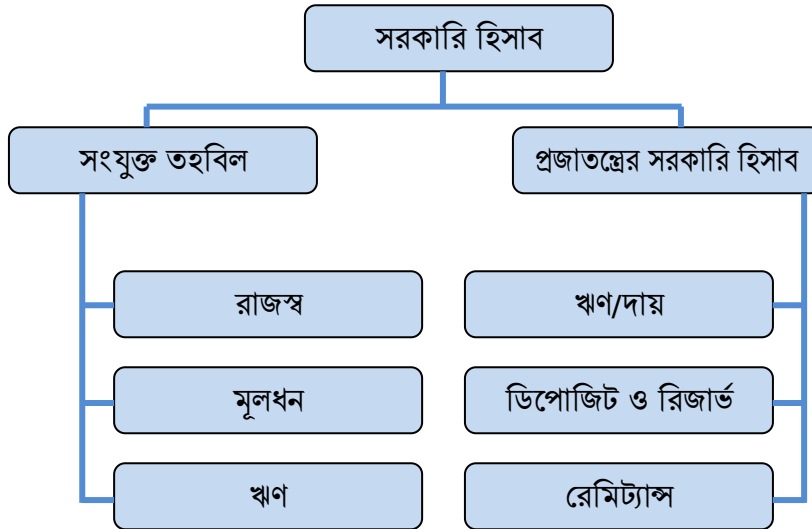 সরকারি হিসাব
সংযুক্ত তহবিল
প্রজাতন্ত্রের সরকারি হিসাব
রাজস্ব
ঋণ/দায়
মূলধন
ডিপোজিট ও রিজার্ভ
ঋণ
রেমিট্যান্স